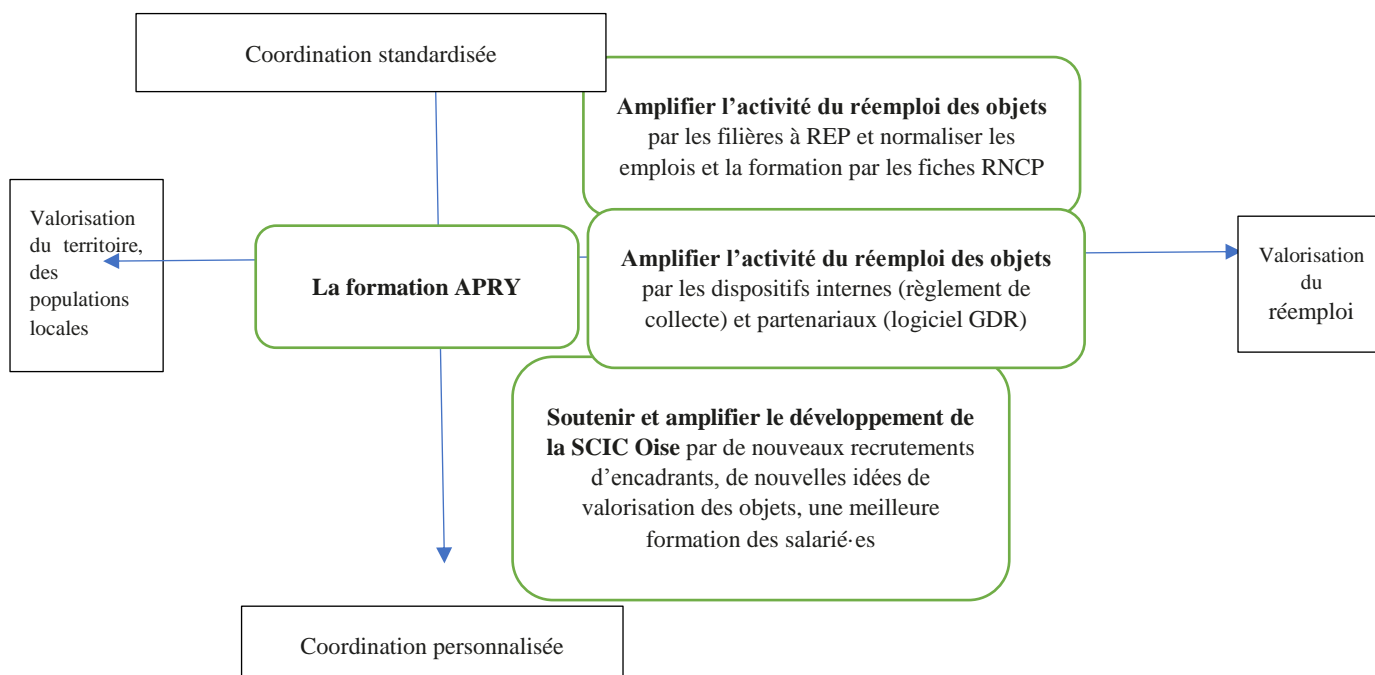 Coordination standardisée
Amplifier l’activité du réemploi des objets
par les filières à REP et normaliser les
emplois et la formation par les fiches RNCP
Valorisation
du territoire,
des
populations
locales
La formation APRY
Amplifier l’activité du réemploi des objets
par les dispositifs internes (règlement de
collecte) et partenariaux (logiciel GDR)
Valorisation
du
réemploi
Soutenir et amplifier le développement de
la SCIC Oise par de nouveaux recrutements
d’encadrants, de nouvelles idées de
valorisation des objets, une meilleure
formation des salarié·es
Coordination personnalisée